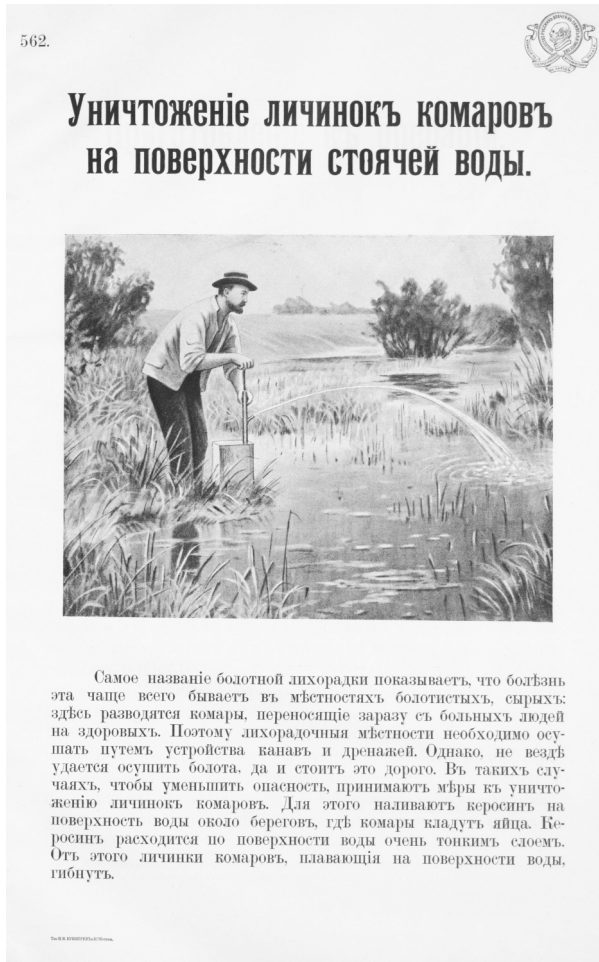 562.
Уничтоженіе личинокъ комаровъ
на поверхности стоячей воды.
Самое названіе болотной лихорадки показываетъ, что болѣзнь
эта чаще всего бываетъ въ мѣстностяхъ болотистыхъ, сырыхъ:
здѣсь разводятся комары, переносящіе заразу съ больныхъ людей
на здоровыхъ. Поэтому лихорадочныя мѣстности необходимо осу-
шать путемъ устройства канавъ и дренажей. Однако, не вездѣ
удается осушить болота, да и стоитъ это дорого. Въ такихъ слу-
чаяхъ, чтобы уменьшить опасность, принимаютъ мѣры къ уничто-
женію личинокъ комаровъ. Для этого наливаютъ керосинъ на
поверхность воды около береговъ, гдѣ комары кладутъ яйца. Ке-
росинъ расходится по поверхности воды очень тонкимъ слоемъ.
Отъ этого личинки комаровъ, плавающія на поверхности воды,
гибнутъ.